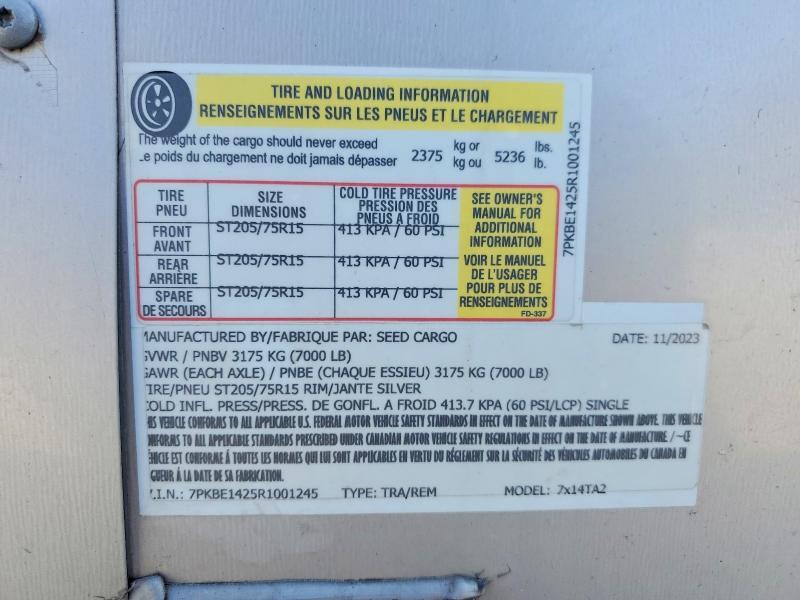 TIRE AND LOADING INFORMATION
RENSEIGNEMENTS SUR LES PNEUS ET LE CHARGEMENT
The weight of the cargo should never exceed
Le poids du chargement ne doit jamais dépasser 2375 kg or kg ou 5236 lbs. lb.
TIRE PNEU
SIZE DIMENSIONS
COLD TIRE PRESSURE PRESSION DES PNEUS A FROID
FRONT AVANT ST205/75R15 413 KPA / 60 PSI
REAR ARRIÈRE ST205/75R15 413 KPA / 60 PSI
SPARE DE SECOURS ST205/75R15 413 KPA / 60 PSI
SEE OWNER'S
MANUAL FOR
ADDITIONAL
INFORMATION
VOIR LE MANUEL
DE L'USAGER
POUR PLUS DE
RENSEIGNEMENTS
FD-337
7PKBE1425R1001245
MANUFACTURED BY/FABRIQUE PAR: SEED CARGO DATE: 11/2023
GVWR / PNBV 3175 KG (7000 LB)
GAWR (EACH AXLE) / PNBE (CHAQUE ESSIEU) 3175 KG (7000 LB)
TIRE/PNEU ST205/75R15 RIM/JANTE SILVER
COLD INFL. PRESS/PRESS. DE GONFL. A FROID 413.7 KPA (60 PSI/LCP) SINGLE
THIS VEHICLE CONFORMS TO ALL APPLICABLE U.S. FEDERAL MOTOR VEHICLE SAFETY STANDARDS IN EFFECT ON THE DATE OF MANUFACTURE SHOWN ABOVE. THIS VEHICLE
CONFORMS TO ALL APPLICABLE STANDARDS PRESCRIBED UNDER CANADIAN MOTOR VEHICLE SAFETY REGULATIONS IN EFFECT ON THE DATE OF MANUFACTURE. / ~CE
VÉHICLE EST CONFORME À TOUTES LES NORMES QUI LUI SONT APPLICABLES EN VERTU DU RÉGLEMENT SUR LA SÉCURITÉ DES VÉHICLES AUTOMOBILES DU CANADA EN
VIGUEUR À LA DATE DE SA FABRICATION.
V.I.N.: 7PKBE1425R1001245 TYPE: TRA/REM MODEL: 7x14TA2